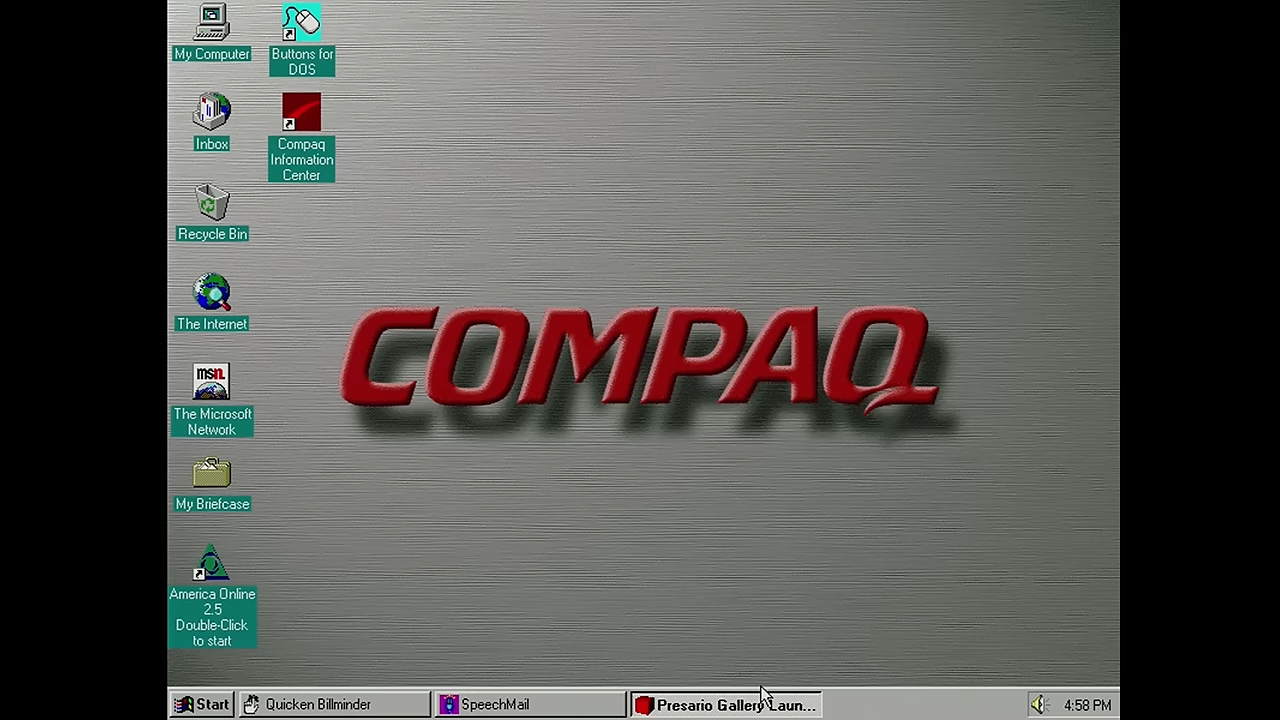 My Computer
Buttons for
DOS
Inbox
Compaq
Information
Center
Recycle Bin
The Internet
msn
The Microsoft
Network
My Briefcase
America Online
2.5
Double-Click
to start
COMPAQ
Start
Quicken Billminder
SpeechMail
Presario Gallery Laun...
4:58 PM